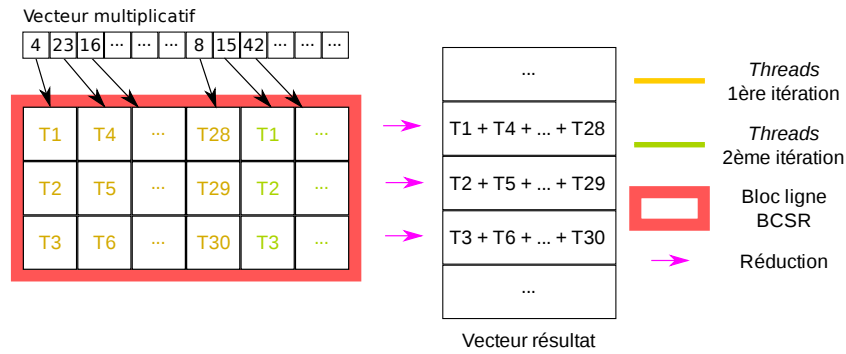 Vecteur multiplicatif
4 23 16 ... ... ... 8 15 42 ... ... ...
T1 T4 ... T28 T1 ...
T2 T5 ... T29 T2 ...
T3 T6 ... T30 T3 ...
...
T1 + T4 + ... + T28
T2 + T5 + ... + T29
T3 + T6 + ... + T30
...
Vecteur résultat
Threads
1ère itération
Threads
2ème itération
Bloc ligne
BCSR
Réduction